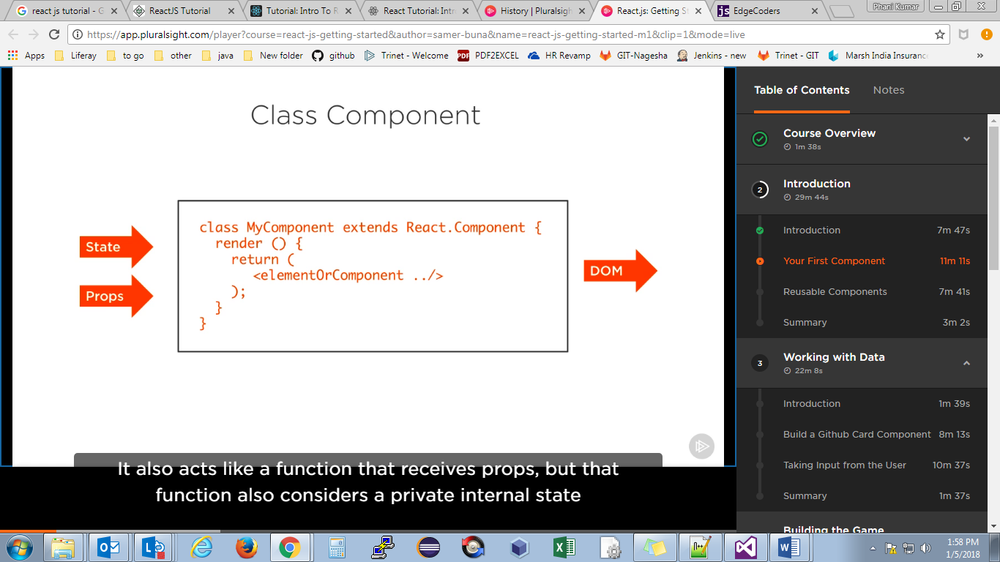 react js tutorial - G
ReactJS Tutorial
Tutorial: Intro To R
React Tutorial: Intr
History | Pluralsigh
React.js: Getting S
EdgeCoders
Phani Kumar
https://app.pluralsight.com/player?course=react-js-getting-started&author=samer-buna&name=react-js-getting-started-m1&clip=1&mode=live
Apps
Liferay
to go
other
java
New folder
github
Trinet - Welcome
PDF
PDF2EXCEL
HR Revamp
GIT-Nagesha
Jenkins - new
Trinet - GIT
Marsh India Insuranc
»
Class Component
State
Props
class MyComponent extends React.Component {
render () {
return (
<elementOrComponent ../>
);
}
}
DOM
It also acts like a function that receives props, but that
function also considers a private internal state
Table of Contents
Notes
Course Overview
1m 38s
2
Introduction
29m 44s
Introduction 7m 47s
Your First Component 11m 11s
Reusable Components 7m 41s
Summary 3m 2s
3
Working with Data
22m 8s
Introduction 1m 39s
Build a Github Card Component 8m 13s
Taking Input from the User 10m 37s
Summary 1m 37s
Building the Game
1:58 PM
1/5/2018